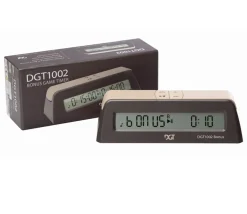 DGT1002
BONUS GAME TIMER
bONUS 0:10
DGT
DGT1002 Bonus